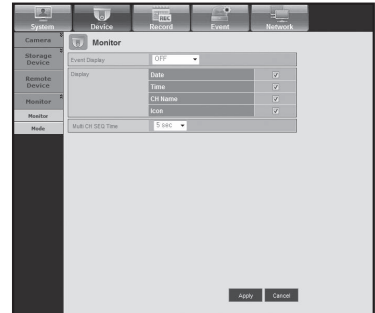 REC
System Device Record Event Network
Camera
Monitor
Storage
Device
Event Display OFF
Remote
Device
Display Date
Time
CH Name
Icon
Monitor
Monitor
Mode
Multi CH SEQ Time 5 sec
Apply Cancel